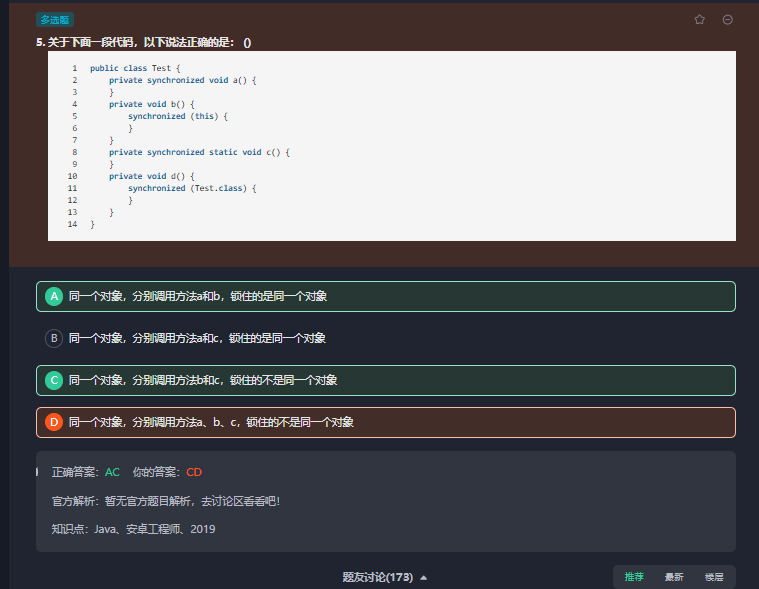 多选题
5. 关于下面一段代码，以下说法正确的是： ()
1 public class Test {
2 private synchronized void a() {
3 }
4 private void b() {
5 synchronized (this) {
6 }
7 }
8 private synchronized static void c() {
9 }
10 private void d() {
11 synchronized (Test.class) {
12 }
13 }
14 }
A 同一个对象，分别调用方法a和b，锁住的是同一个对象
B 同一个对象，分别调用方法a和c，锁住的是同一个对象
C 同一个对象，分别调用方法b和c，锁住的不是同一个对象
D 同一个对象，分别调用方法a、b、c，锁住的不是同一个对象
正确答案：AC 你的答案：CD
官方解析：暂无官方题目解析，去讨论区看看吧！
知识点：Java、安卓工程师、2019
题友讨论(173)
推荐 最新 楼层